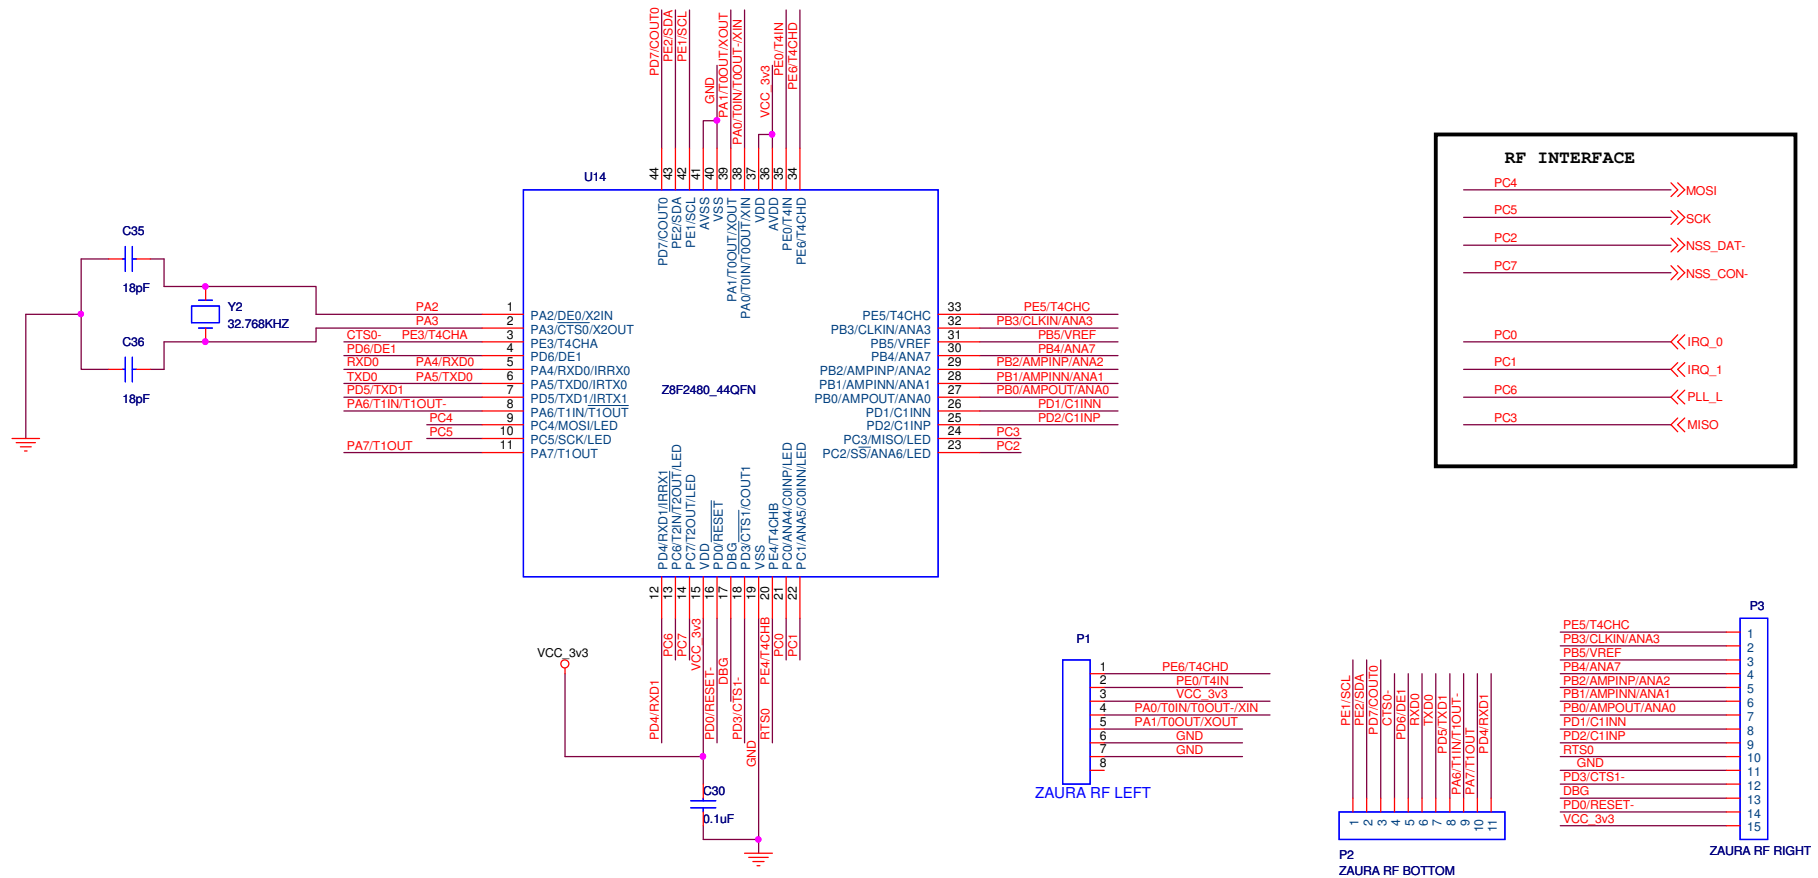 PD7/COUT0
PE2/SDA
PE1/SCL
GND
PA1/T0OUT/XOUT
PA0/T0IN/T0OUT-/XIN
VCC_3v3
PE0/T4IN
PE6/T4CHD
44
43
42
41
40
39
38
37
36
35
34
U14
PD7/COUT0
PE2/SDA
PE1/SCL
AVSS
VSS
PA1/T0OUT/XOUT
PA0/T0IN/T0OUT/XIN
VDD
AVDD
PE0/T4IN
PE6/T4CHD
C35
18pF
Y2
32.768KHZ
C36
18pF
PA2 1 PA2/DE0/X2IN
PA3 2 PA3/CTS0/X2OUT
CTS0- PE3/T4CHA 3 PE3/T4CHA
PD6/DE1 4 PD6/DE1
RXD0 PA4/RXD0 5 PA4/RXD0/IRRX0
TXD0 PA5/TXD0 6 PA5/TXD0/IRTX0
PD5/TXD1 7 PD5/TXD1/IRTX1
PA6/T1IN/T1OUT- 8 PA6/T1IN/T1OUT
PC4 9 PC4/MOSI/LED
PC5 10 PC5/SCK/LED
PA7/T1OUT 11 PA7/T1OUT
Z8F2480_44QFN
PE5/T4CHC 33 PE5/T4CHC
PB3/CLKIN/ANA3 32 PB3/CLKIN/ANA3
PB5/VREF 31 PB5/VREF
PB4/ANA7 30 PB4/ANA7
PB2/AMPINP/ANA2 29 PB2/AMPINP/ANA2
PB1/AMPINN/ANA1 28 PB1/AMPINN/ANA1
PB0/AMPOUT/ANA0 27 PB0/AMPOUT/ANA0
PD1/C1INN 26 PD1/C1INN
PD2/C1INP 25 PD2/C1INP
PC3/MISO/LED 24 PC3
PC2/SS/ANA6/LED 23 PC2
PD4/RXD1/IRRX1
PC6/T2IN/T2OUT/LED
PC7/T2OUT/LED
VDD
PD0/RESET
DBG
PD3/CTS1/COUT1
VSS
PE4/T4CHB
PC0/ANA4/C0INP/LED
PC1/ANA5/C0INN/LED
12
13
14
15
16
17
18
19
20
21
22
PD4/RXD1
PC6
PC7
VCC_3v3
PD0/RESET-
DBG
PD3/CTS1-
GND
RTS0 PE4/T4CHB
PC0
PC1
VCC_3v3
C30
0.1uF
RF INTERFACE
PC4 MOSI
PC5 SCK
PC2 NSS_DAT-
PC7 NSS_CON-
PC0 IRQ_0
PC1 IRQ_1
PC6 PLL_L
PC3 MISO
P1
1 PE6/T4CHD
2 PE0/T4IN
3 VCC_3v3
4 PA0/T0IN/T0OUT-/XIN
5 PA1/T0OUT/XOUT
6 GND
7 GND
8
ZAURA RF LEFT
PE1/SCL
PE2/SDA
PD7/COUT0
CTS0-
PD6/DE1
RXD0
TXD0
PD5/TXD1
PA6/T1IN/T1OUT-
PA7/T1OUT
PD4/RXD1
1
2
3
4
5
6
7
8
9
10
11
P2
ZAURA RF BOTTOM
P3
PE5/T4CHC 1
PB3/CLKIN/ANA3 2
PB5/VREF 3
PB4/ANA7 4
PB2/AMPINP/ANA2 5
PB1/AMPINN/ANA1 6
PB0/AMPOUT/ANA0 7
PD1/C1INN 8
PD2/C1INP 9
RTS0 10
GND 11
PD3/CTS1- 12
DBG 13
PD0/RESET- 14
VCC_3v3 15
ZAURA RF RIGHT